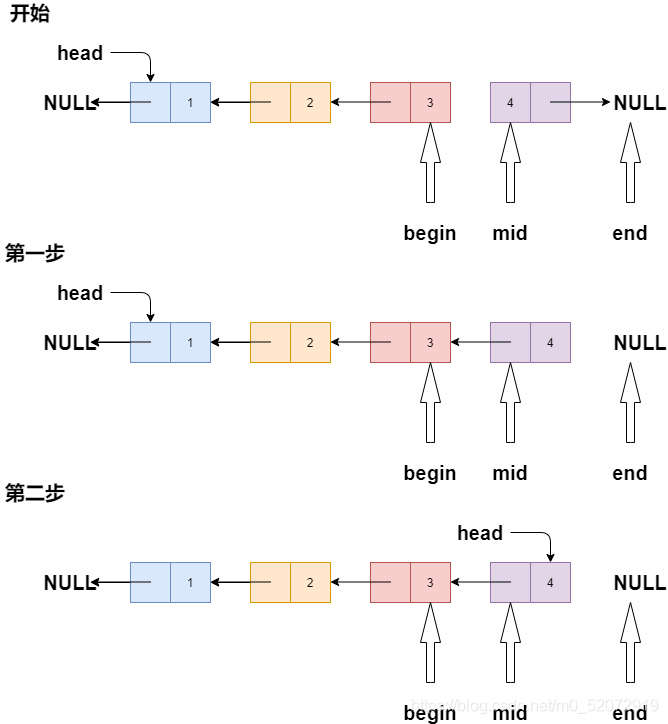 开始
head
NULL 1 2 3 4 NULL
begin mid end
第一步
head
NULL 1 2 3 4 NULL
begin mid end
第二步
head
NULL 1 2 3 4 NULL
begin mid end
https://blog.csdn.net/m0_52072919